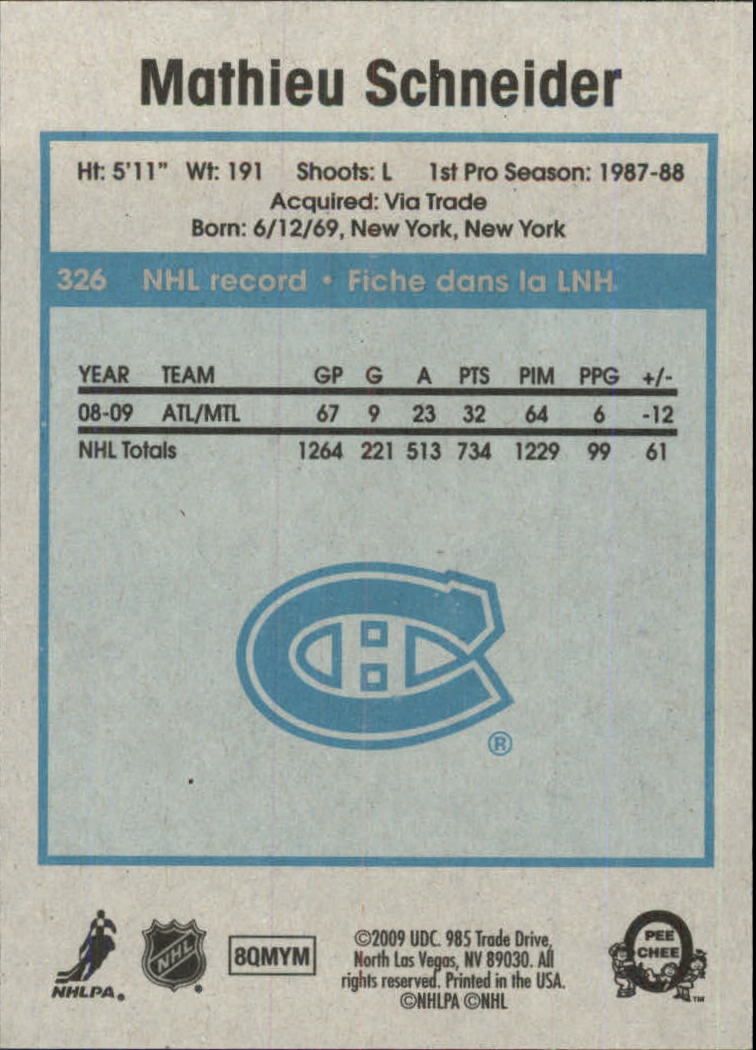 Mathieu Schneider
Ht: 5'11" Wt: 191 Shoots: L 1st Pro Season: 1987-88
Acquired: Via Trade
Born: 6/12/69, New York, New York
326 NHL record • Fiche dans la LNH
YEAR TEAM GP G A PTS PIM PPG +/-
08-09 ATL/MTL 67 9 23 32 64 6 -12
NHL Totals 1264 221 513 734 1229 99 61
CH
®
NHLPA®
NHL®
8QMYM
©2009 UDC. 985 Trade Drive,
North Las Vegas, NV 89030. All
rights reserved. Printed in the USA.
©NHLPA ©NHL
O
PEE
CHEE
™